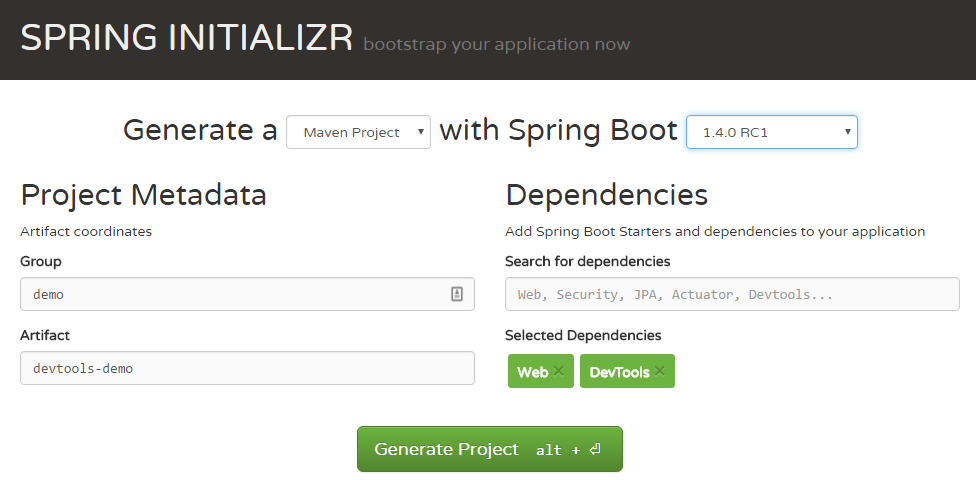 SPRING INITIALIZR bootstrap your application now
Generate a Maven Project with Spring Boot 1.4.0 RC1
Project Metadata
Artifact coordinates
Group
demo
Artifact
devtools-demo
Dependencies
Add Spring Boot Starters and dependencies to your application
Search for dependencies
Web, Security, JPA, Actuator, Devtools...
Selected Dependencies
Web × DevTools ×
Generate Project alt + ⏎